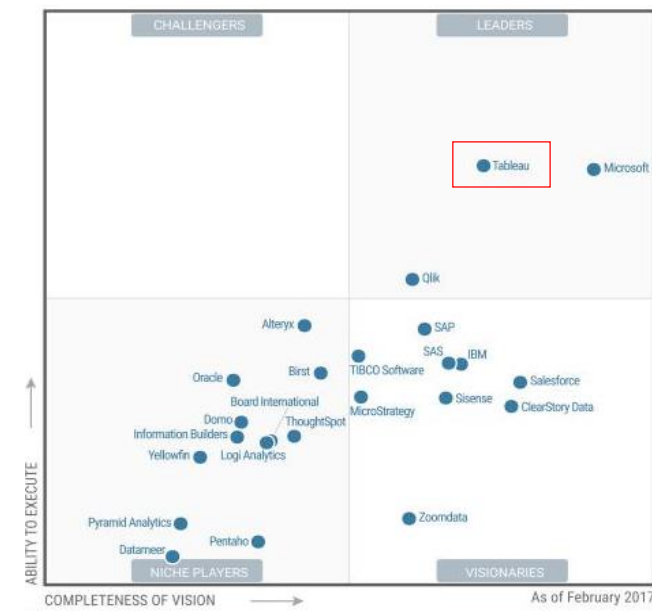 CHALLENGERS
LEADERS
Tableau
Microsoft
Qlik
Alteryx
SAP
SAS
IBM
TIBCO Software
Birst
Oracle
Salesforce
Board International
Sisense
ClearStory Data
MicroStrategy
Domo
ThoughtSpot
Information Builders
Yellowfin
Logi Analytics
Zoomdata
Pyramid Analytics
Pentaho
Datameer
NICHE PLAYERS
VISIONARIES
ABILITY TO EXECUTE
COMPLETENESS OF VISION
As of February 2017